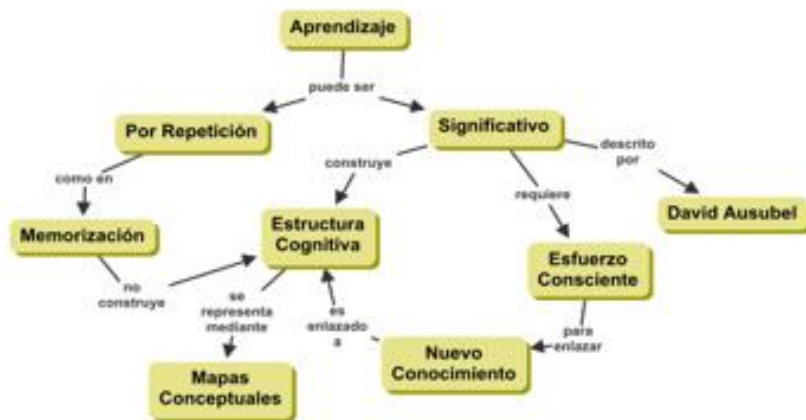 Aprendizaje
puede ser
Por Repetición
Significativo
como en
construye
requiere
descrito
por
Memorización
Estructura
Cognitiva
David Ausubel
Esfuerzo
Consciente
no
construye
se
representa
mediante
es
enlazado
a
para
enlazar
Mapas
Conceptuales
Nuevo
Conocimiento